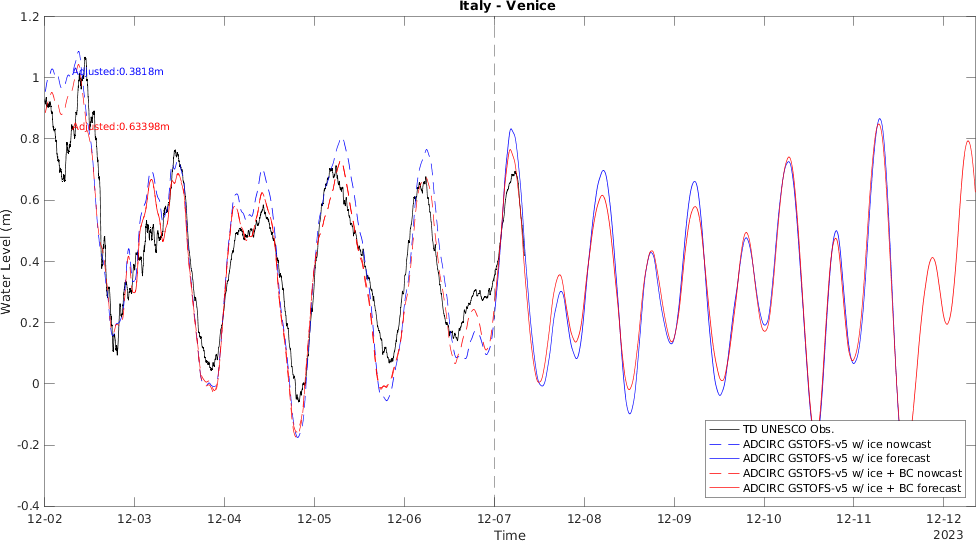 Italy - Venice
1.2
1
0.8
0.6
0.4
0.2
0
-0.2
-0.4
Water Level (m)
Adjusted:0.3818m
Adjusted:0.63398m
TD UNESCO Obs.
ADCIRC GSTOFS-v5 w/ ice nowcast
ADCIRC GSTOFS-v5 w/ ice forecast
ADCIRC GSTOFS-v5 w/ ice + BC nowcast
ADCIRC GSTOFS-v5 w/ ice + BC forecast
12-02 12-03 12-04 12-05 12-06 12-07 12-08 12-09 12-10 12-11 12-12
Time
2023